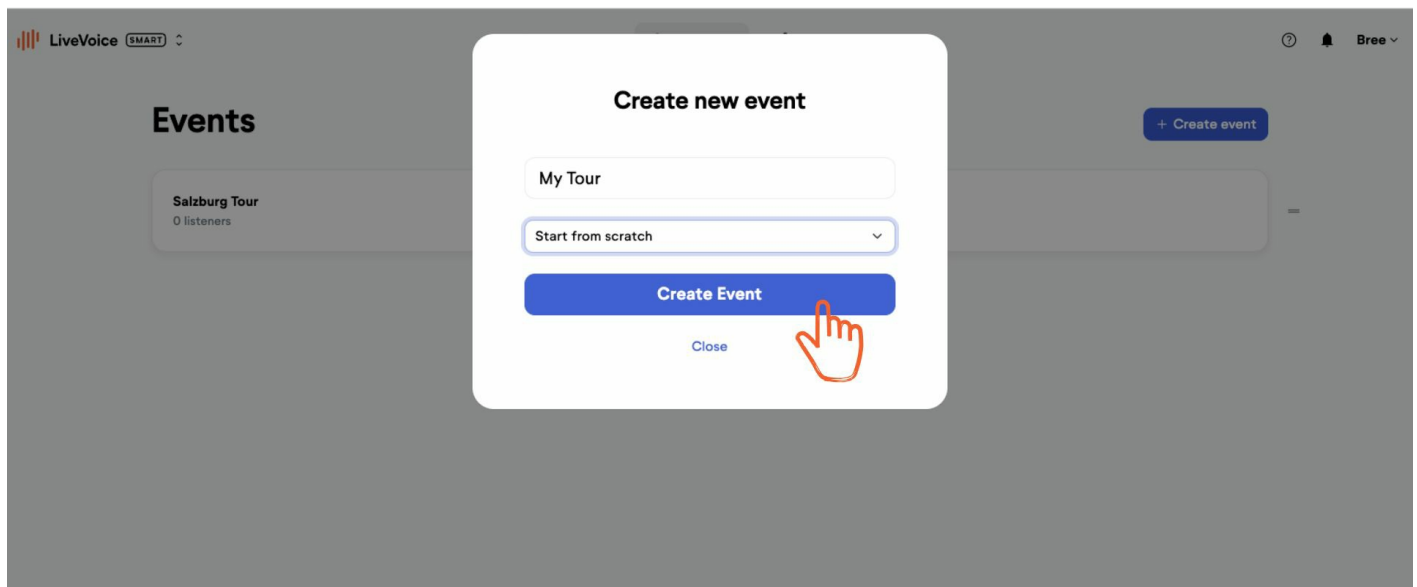 LiveVoice SMART
Bree
Events
+ Create event
Salzburg Tour
0 listeners
Create new event
My Tour
Start from scratch
Create Event
Close